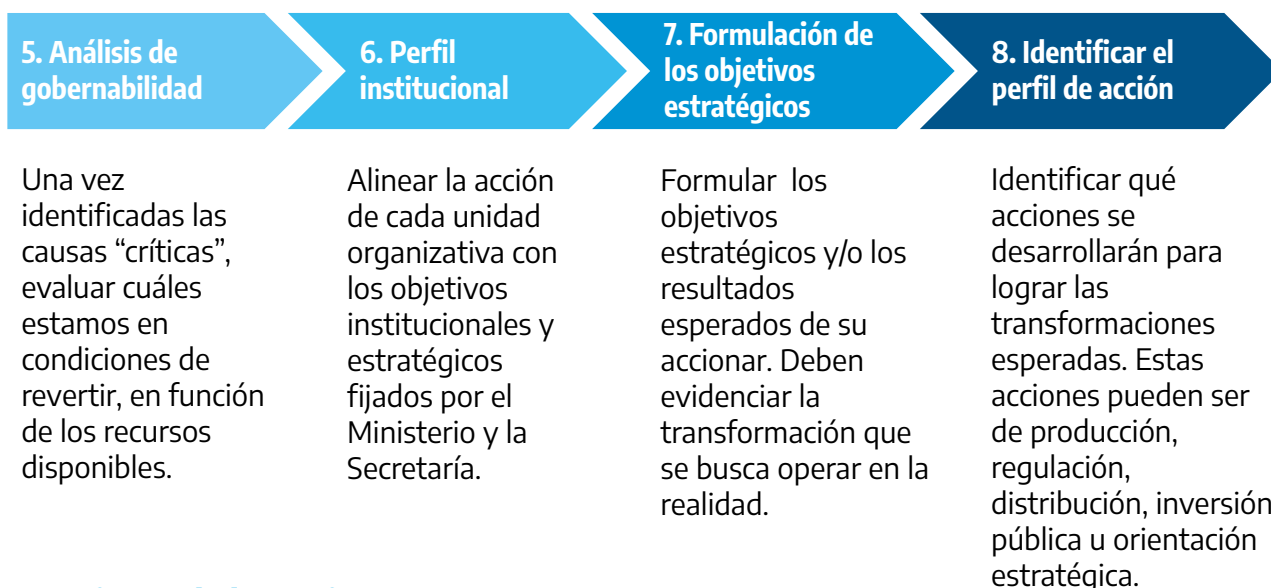 5. Análisis de
gobernabilidad
6. Perfil
institucional
7. Formulación de
los objetivos
estratégicos
8. Identificar el
perfil de acción
Una vez
identificadas las
causas “críticas”,
evaluar cuáles
estamos en
condiciones de
revertir, en función
de los recursos
disponibles.
Alinear la acción
de cada unidad
organizativa con
los objetivos
institucionales y
estratégicos
fijados por el
Ministerio y la
Secretaría.
Formular los
objetivos
estratégicos y/o los
resultados
esperados de su
accionar. Deben
evidenciar la
transformación que
se busca operar en la
realidad.
Identificar qué
acciones se
desarrollarán para
lograr las
transformaciones
esperadas. Estas
acciones pueden ser
de producción,
regulación,
distribución, inversión
pública u orientación
estratégica.